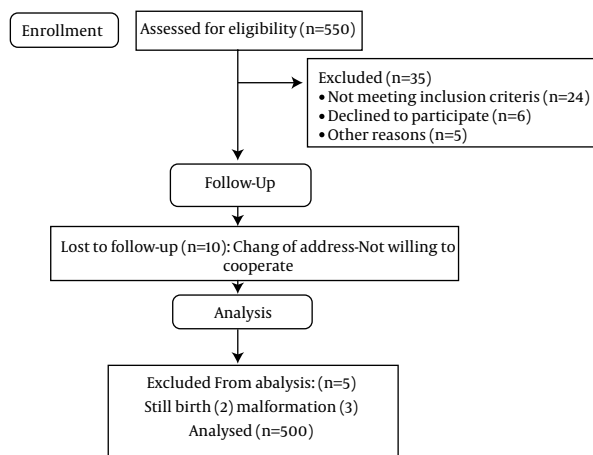 Enrollment
Assessed for eligibility (n=550)
Excluded (n=35)
• Not meeting inclusion criteria (n=24)
• Declined to participate (n=6)
• Other reasons (n=5)
Follow-Up
Lost to follow-up (n=10): Chang of address-Not willing to
cooperate
Analysis
Excluded From abalysis: (n=5)
Still birth (2) malformation (3)
Analysed (n=500)